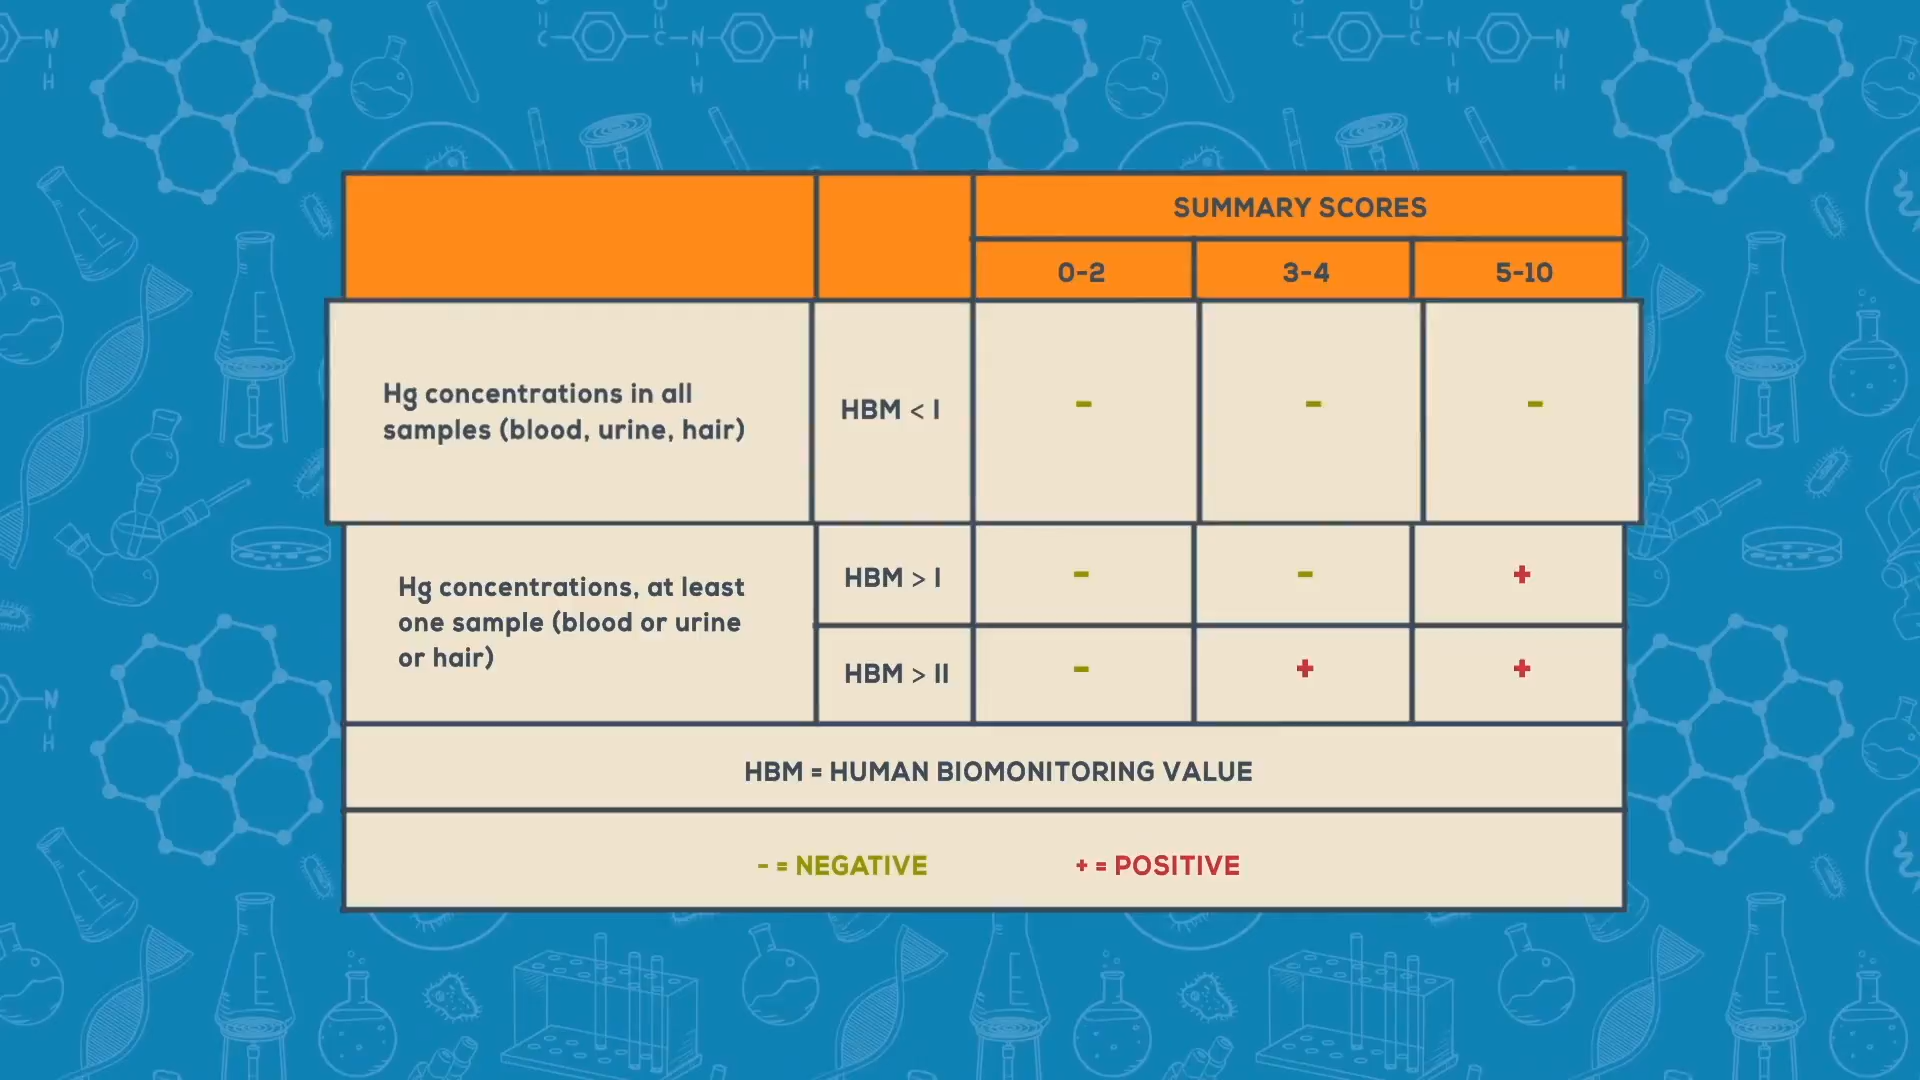 SUMMARY SCORES
0-2 3-4 5-10
Hg concentrations in all
samples (blood, urine, hair)
HBM < I
- - -
Hg concentrations, at least
one sample (blood or urine
or hair)
HBM > I
- - +
HBM > II
- + +
HBM = HUMAN BIOMONITORING VALUE
- = NEGATIVE + = POSITIVE
C C N N
H H
C C N N
H H
N
H
N
H